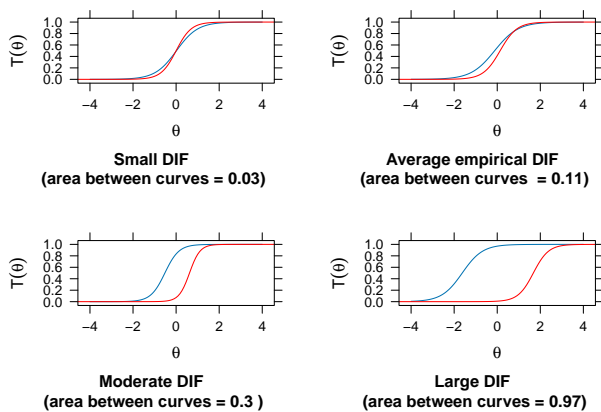 T(θ)
1.0
0.8
0.6
0.4
0.2
0.0
−4 −2 0 2 4
θ
Small DIF
(area between curves = 0.03)
T(θ)
1.0
0.8
0.6
0.4
0.2
0.0
−4 −2 0 2 4
θ
Average empirical DIF
(area between curves = 0.11)
T(θ)
1.0
0.8
0.6
0.4
0.2
0.0
−4 −2 0 2 4
θ
Moderate DIF
(area between curves = 0.3 )
T(θ)
1.0
0.8
0.6
0.4
0.2
0.0
−4 −2 0 2 4
θ
Large DIF
(area between curves = 0.97)